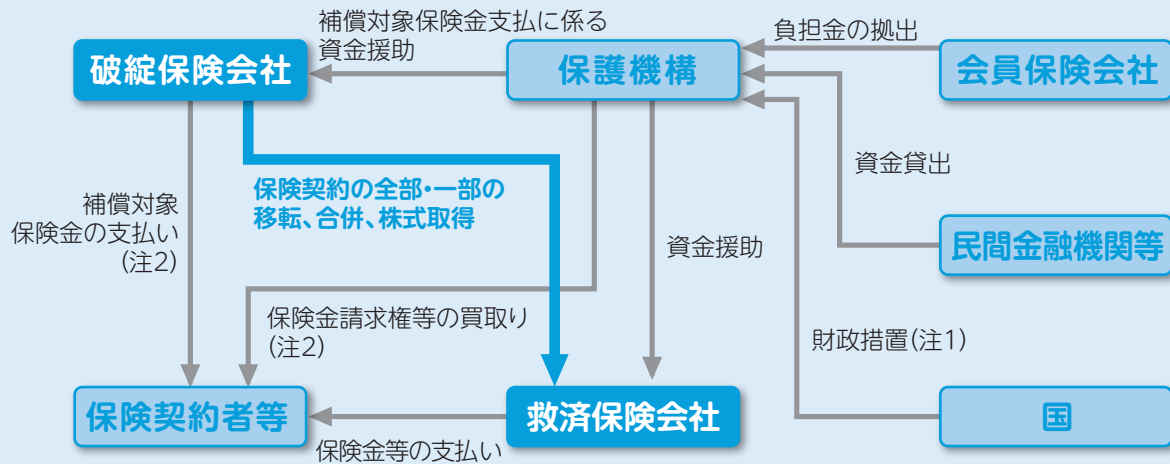 補償対象保険金支払に係る
資金援助
負担金の拠出
破綻保険会社
保護機構
会員保険会社
資金貸出
保険契約の全部・一部の
移転、合併、株式取得
補償対象
保険金の支払い
(注2)
資金援助
民間金融機関等
保険金請求権等の買取り
(注2)
財政措置(注1)
保険契約者等
救済保険会社
国
保険金等の支払い